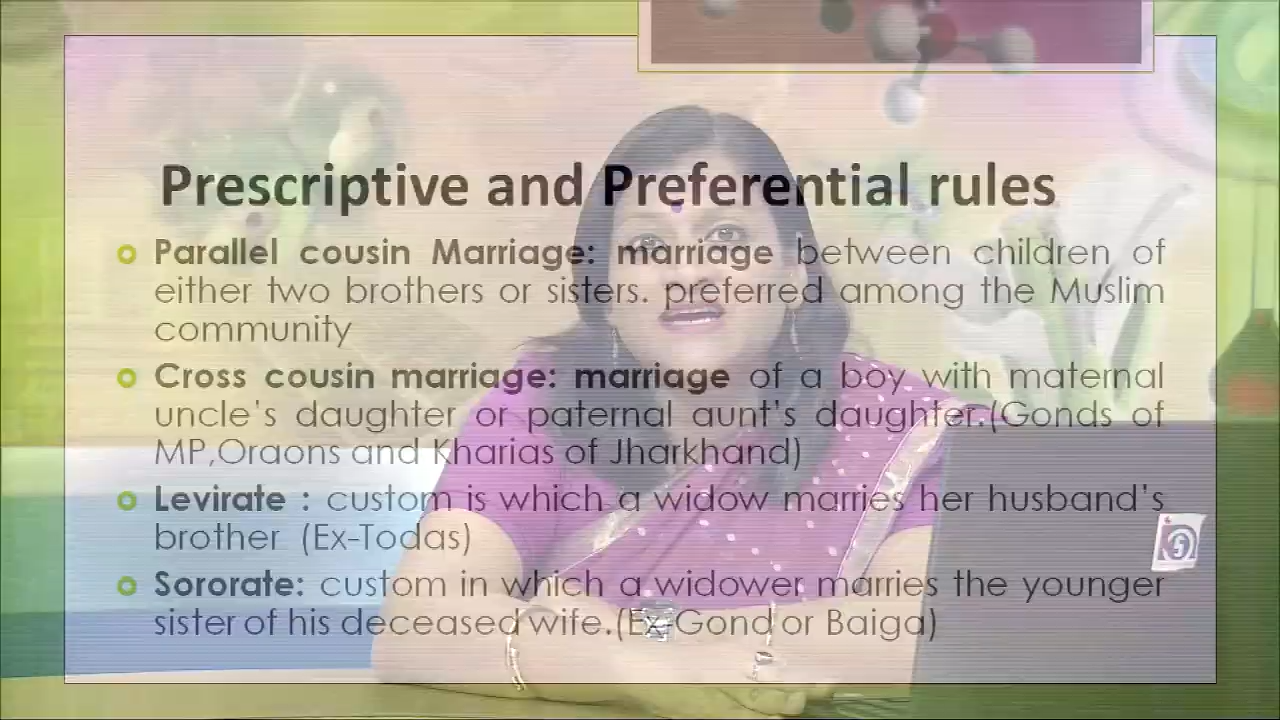 Prescriptive and Preferential rules
Parallel cousin Marriage: marriage between children of
either two brothers or sisters. preferred among the Muslim
community
Cross cousin marriage: marriage of a boy with maternal
uncle's daughter or paternal aunt's daughter.(Gonds of
MP,Oraons and Kharias of Jharkhand)
Levirate : custom is which a widow marries her husband's
brother (Ex-Todas)
Sororate: custom in which a widower marries the younger
sister of his deceased wife.(Ex-Gond or Baiga)